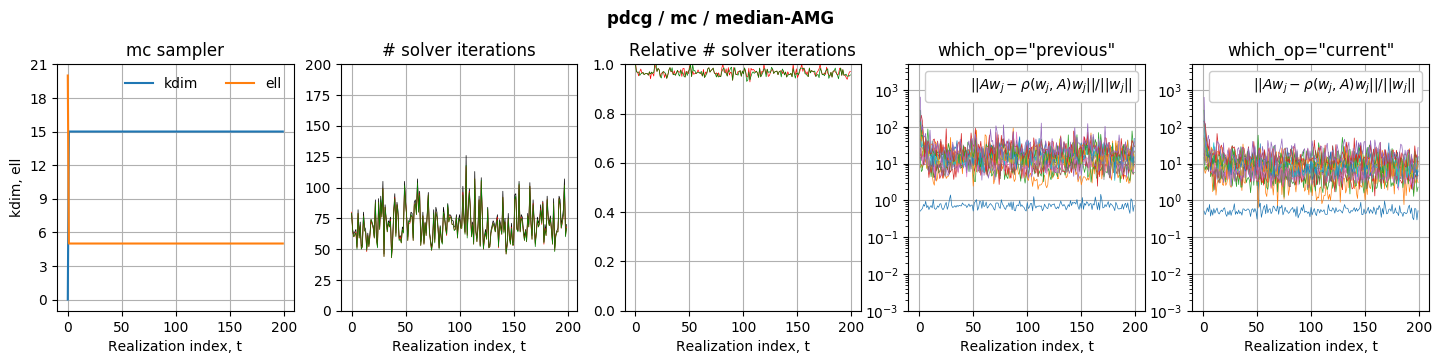 pdcg / mc / median-AMG
mc sampler
kdim, ell
21
18
15
12
9
6
3
0
kdim
ell
0 50 100 150 200
Realization index, t
# solver iterations
200
175
150
125
100
75
50
25
0
0 50 100 150 200
Realization index, t
Relative # solver iterations
1.0
0.8
0.6
0.4
0.2
0.0
0 50 100 150 200
Realization index, t
which_op="previous"
||Aw_j − ρ(w_j, A)w_j||/||w_j||
10^3
10^2
10^1
10^0
10^−1
10^−2
10^−3
0 50 100 150 200
Realization index, t
which_op="current"
||Aw_j − ρ(w_j, A)w_j||/||w_j||
10^3
10^2
10^1
10^0
10^−1
10^−2
10^−3
0 50 100 150 200
Realization index, t